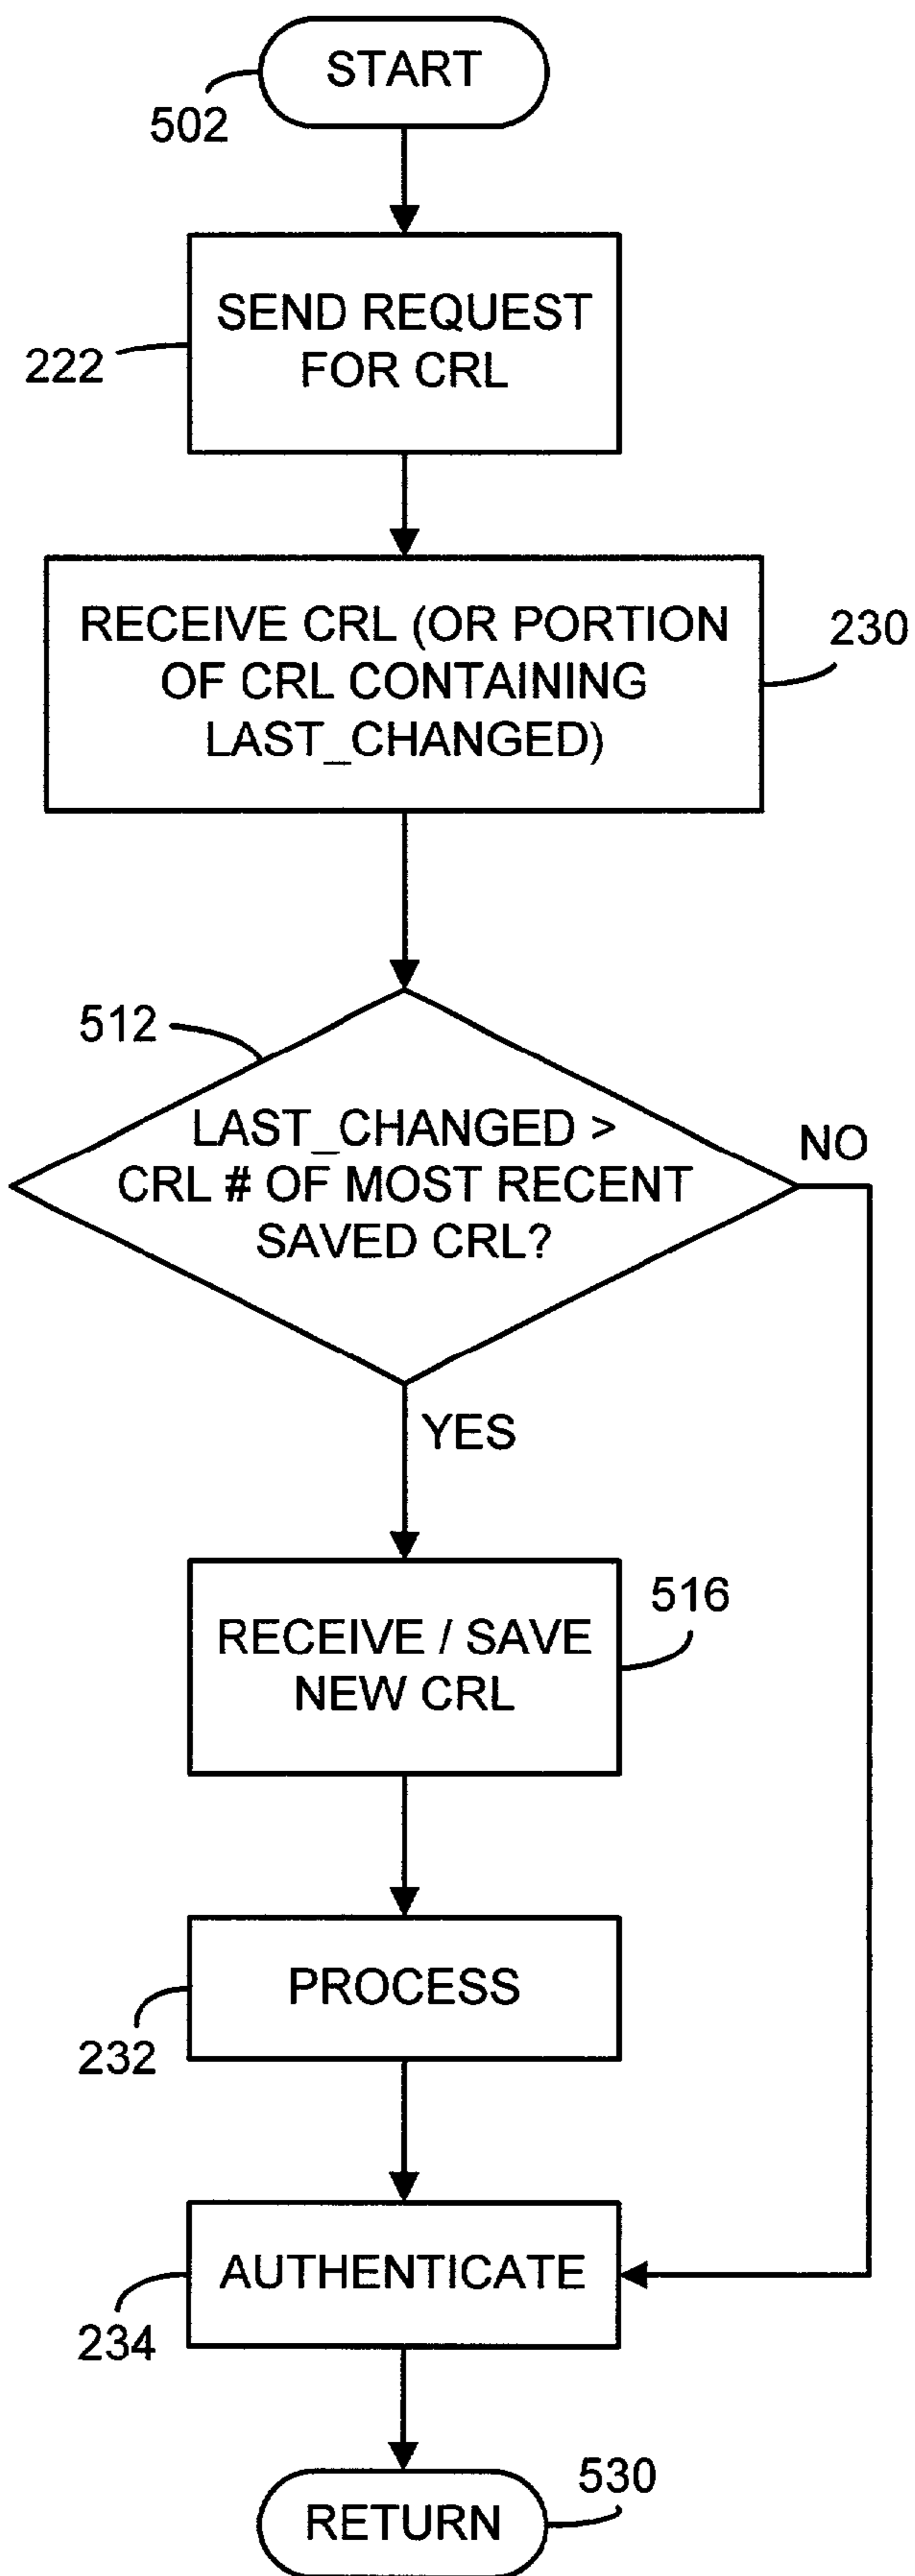 START
502
SEND REQUEST
FOR CRL
222
RECEIVE CRL (OR PORTION
OF CRL CONTAINING
LAST_CHANGED)
230
512
LAST_CHANGED >
CRL # OF MOST RECENT
SAVED CRL?
NO
YES
RECEIVE / SAVE
NEW CRL
516
PROCESS
232
AUTHENTICATE
234
RETURN
530